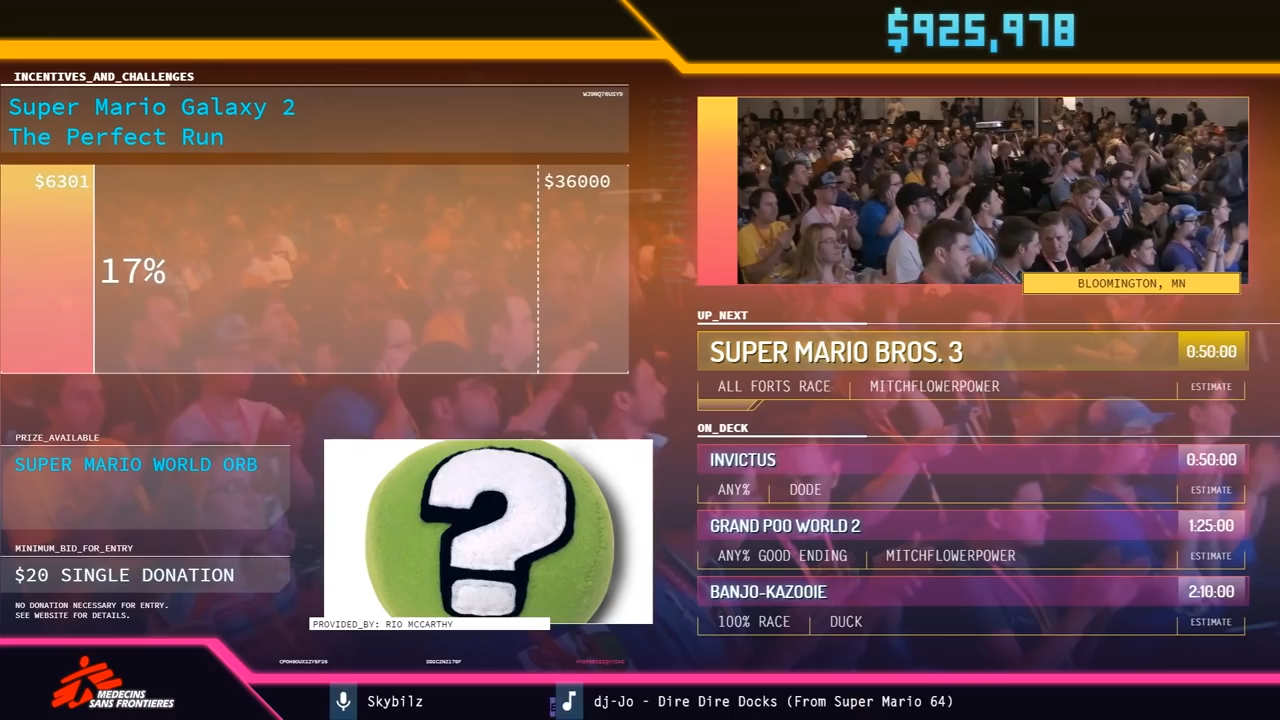 $925,978
INCENTIVES_AND_CHALLENGES
Super Mario Galaxy 2
The Perfect Run
$6301
$36000
17%
BLOOMINGTON, MN
UP_NEXT
SUPER MARIO BROS. 3
0:50:00
ALL FORTS RACE
MITCHFLOWERPOWER
ESTIMATE
ON_DECK
INVICTUS
0:50:00
ANY%
DODE
ESTIMATE
GRAND POO WORLD 2
1:25:00
ANY% GOOD ENDING
MITCHFLOWERPOWER
ESTIMATE
BANJO-KAZOOIE
2:10:00
100% RACE
DUCK
ESTIMATE
PRIZE_AVAILABLE
SUPER MARIO WORLD ORB
MINIMUM_BID_FOR_ENTRY
$20 SINGLE DONATION
NO DONATION NECESSARY FOR ENTRY.
SEE WEBSITE FOR DETAILS.
?
PROVIDED_BY: RIO MCCARTHY
MEDECINS
SANS FRONTIERES
Skybilz
dj-Jo - Dire Dire Docks (From Super Mario 64)